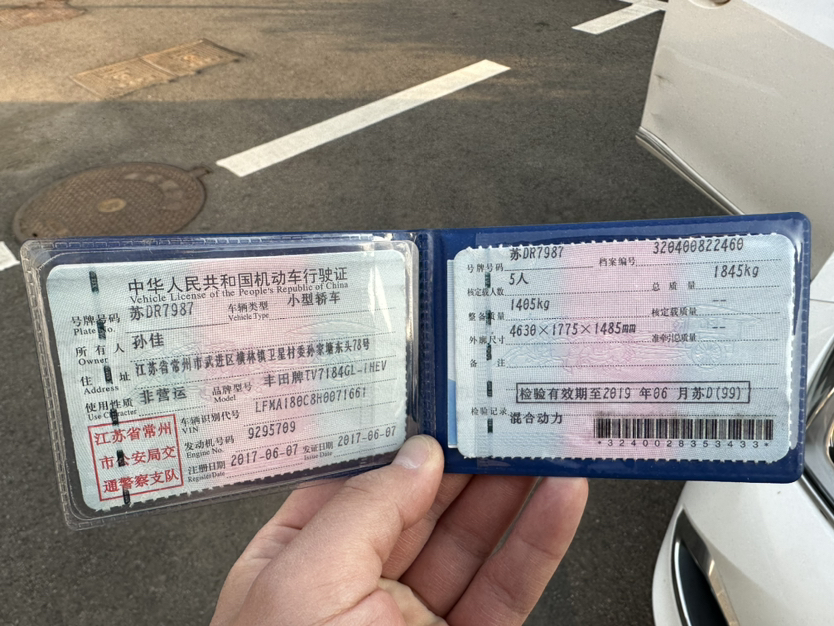 中华人民共和国机动车行驶证
Vehicle License of the People's Republic of China
号牌号码 苏DR7987 车辆类型 小型轿车
Plate No. Vehicle Type
所有人 孙佳
Owner
住址 江苏省常州市武进区横林镇卫星村委孙家塘东头78号
Address
使用性质 非营运 品牌型号 丰田牌TV7184GL-iHEV
Use Character Model
车辆识别代号 LFMA180C8H0071661
VIN
发动机号码 9295709
Engine No.
注册日期 2017-06-07 发证日期 2017-06-07
Register Date Issue Date
江苏省常州
市公安局交
通警察支队
号牌号码 苏DR7987 档案编号 320400822460
核定载人数 5人 总质量 1845kg
整备质量 1405kg 核定载质量 --
外廓尺寸 4630×1775×1485mm 准牵引总质量 --
备注
检验有效期至2019 年06 月苏D(99)
检验记录 混合动力
*3240028353433*